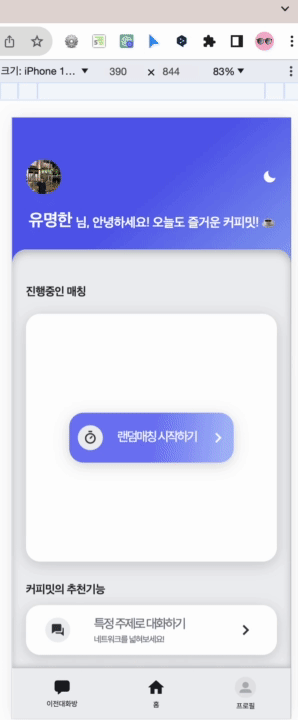 크기: iPhone 1... ▼ 390 × 844 83% ▼
유명한 님, 안녕하세요! 오늘도 즐거운 커피밋! ☕
진행중인 매칭
랜덤매칭 시작하기
커피밋의 추천기능
특정 주제로 대화하기
네트워크를 넓혀보세요!
이전대화방 홈 프로필